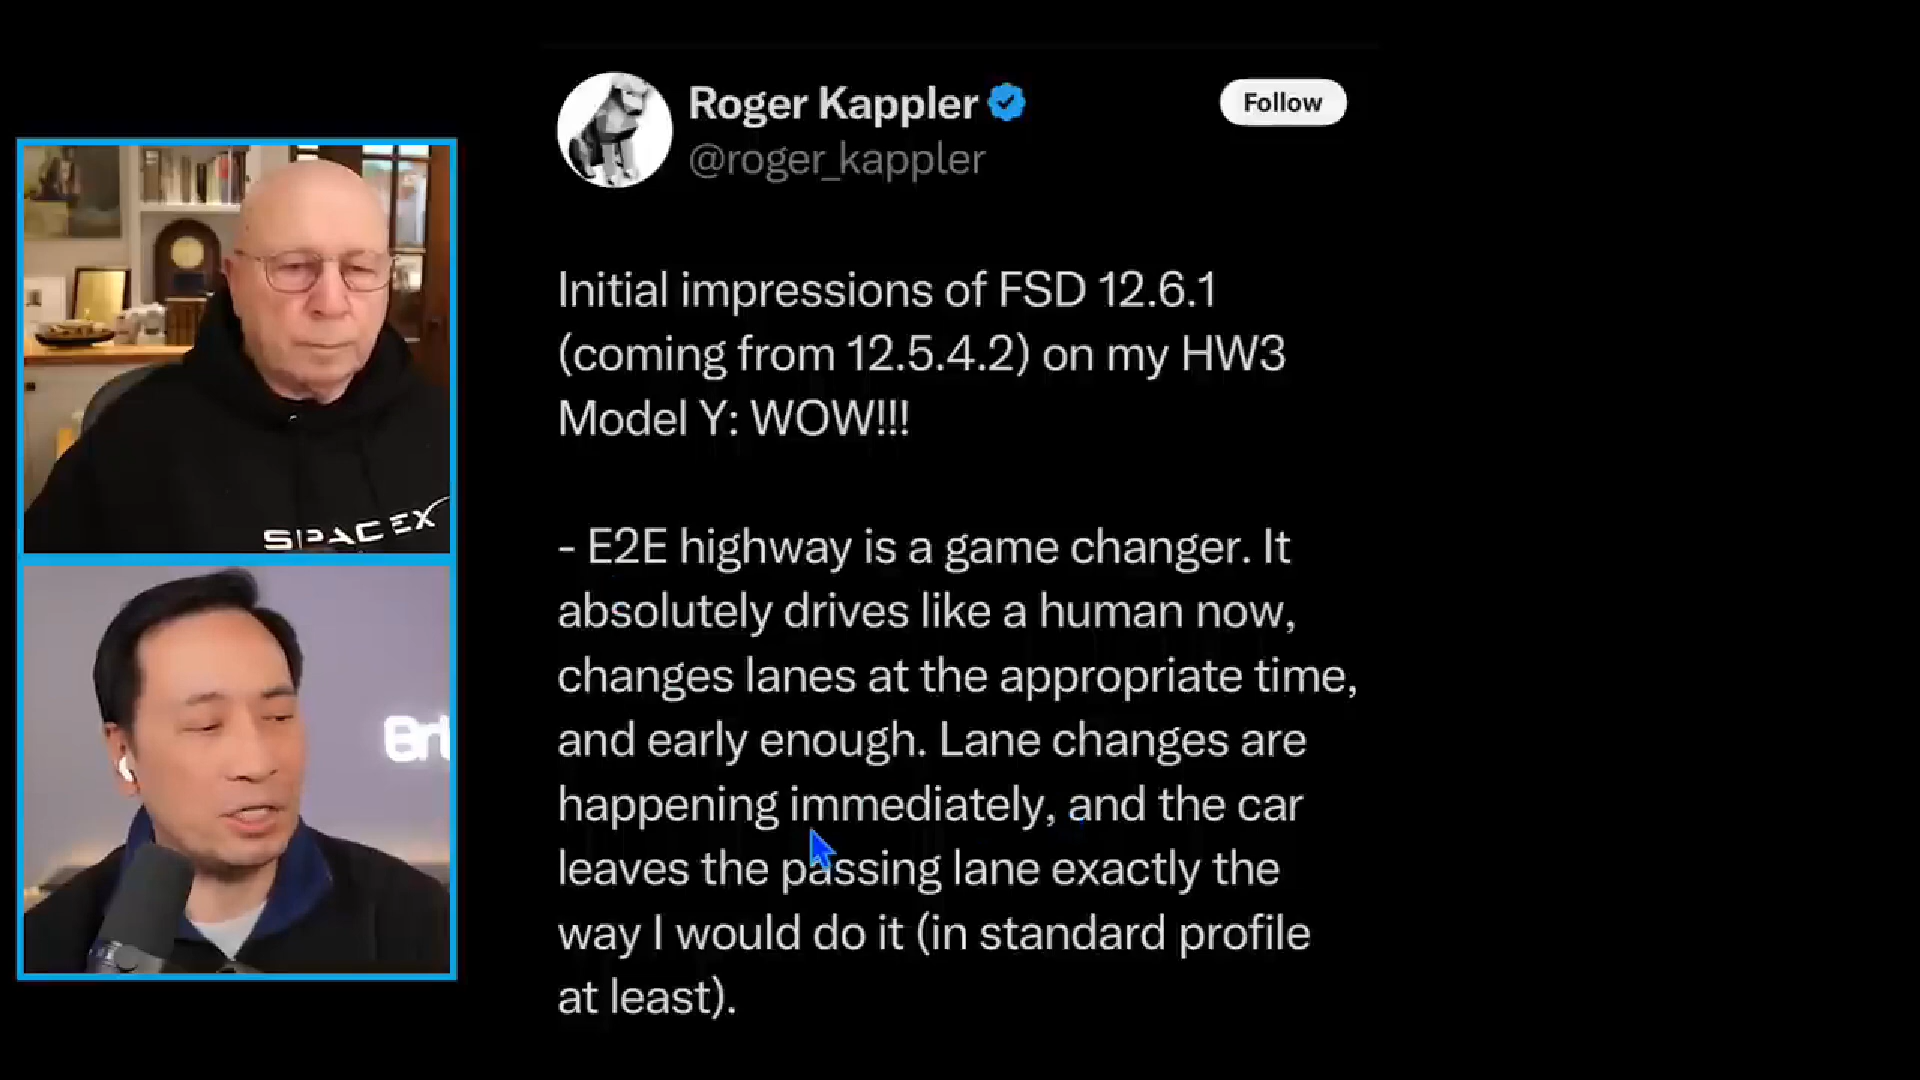 Roger Kappler
@roger_kappler
Follow
Initial impressions of FSD 12.6.1
(coming from 12.5.4.2) on my HW3
Model Y: WOW!!!
- E2E highway is a game changer. It
absolutely drives like a human now,
changes lanes at the appropriate time,
and early enough. Lane changes are
happening immediately, and the car
leaves the passing lane exactly the
way I would do it (in standard profile
at least).
SPACEX